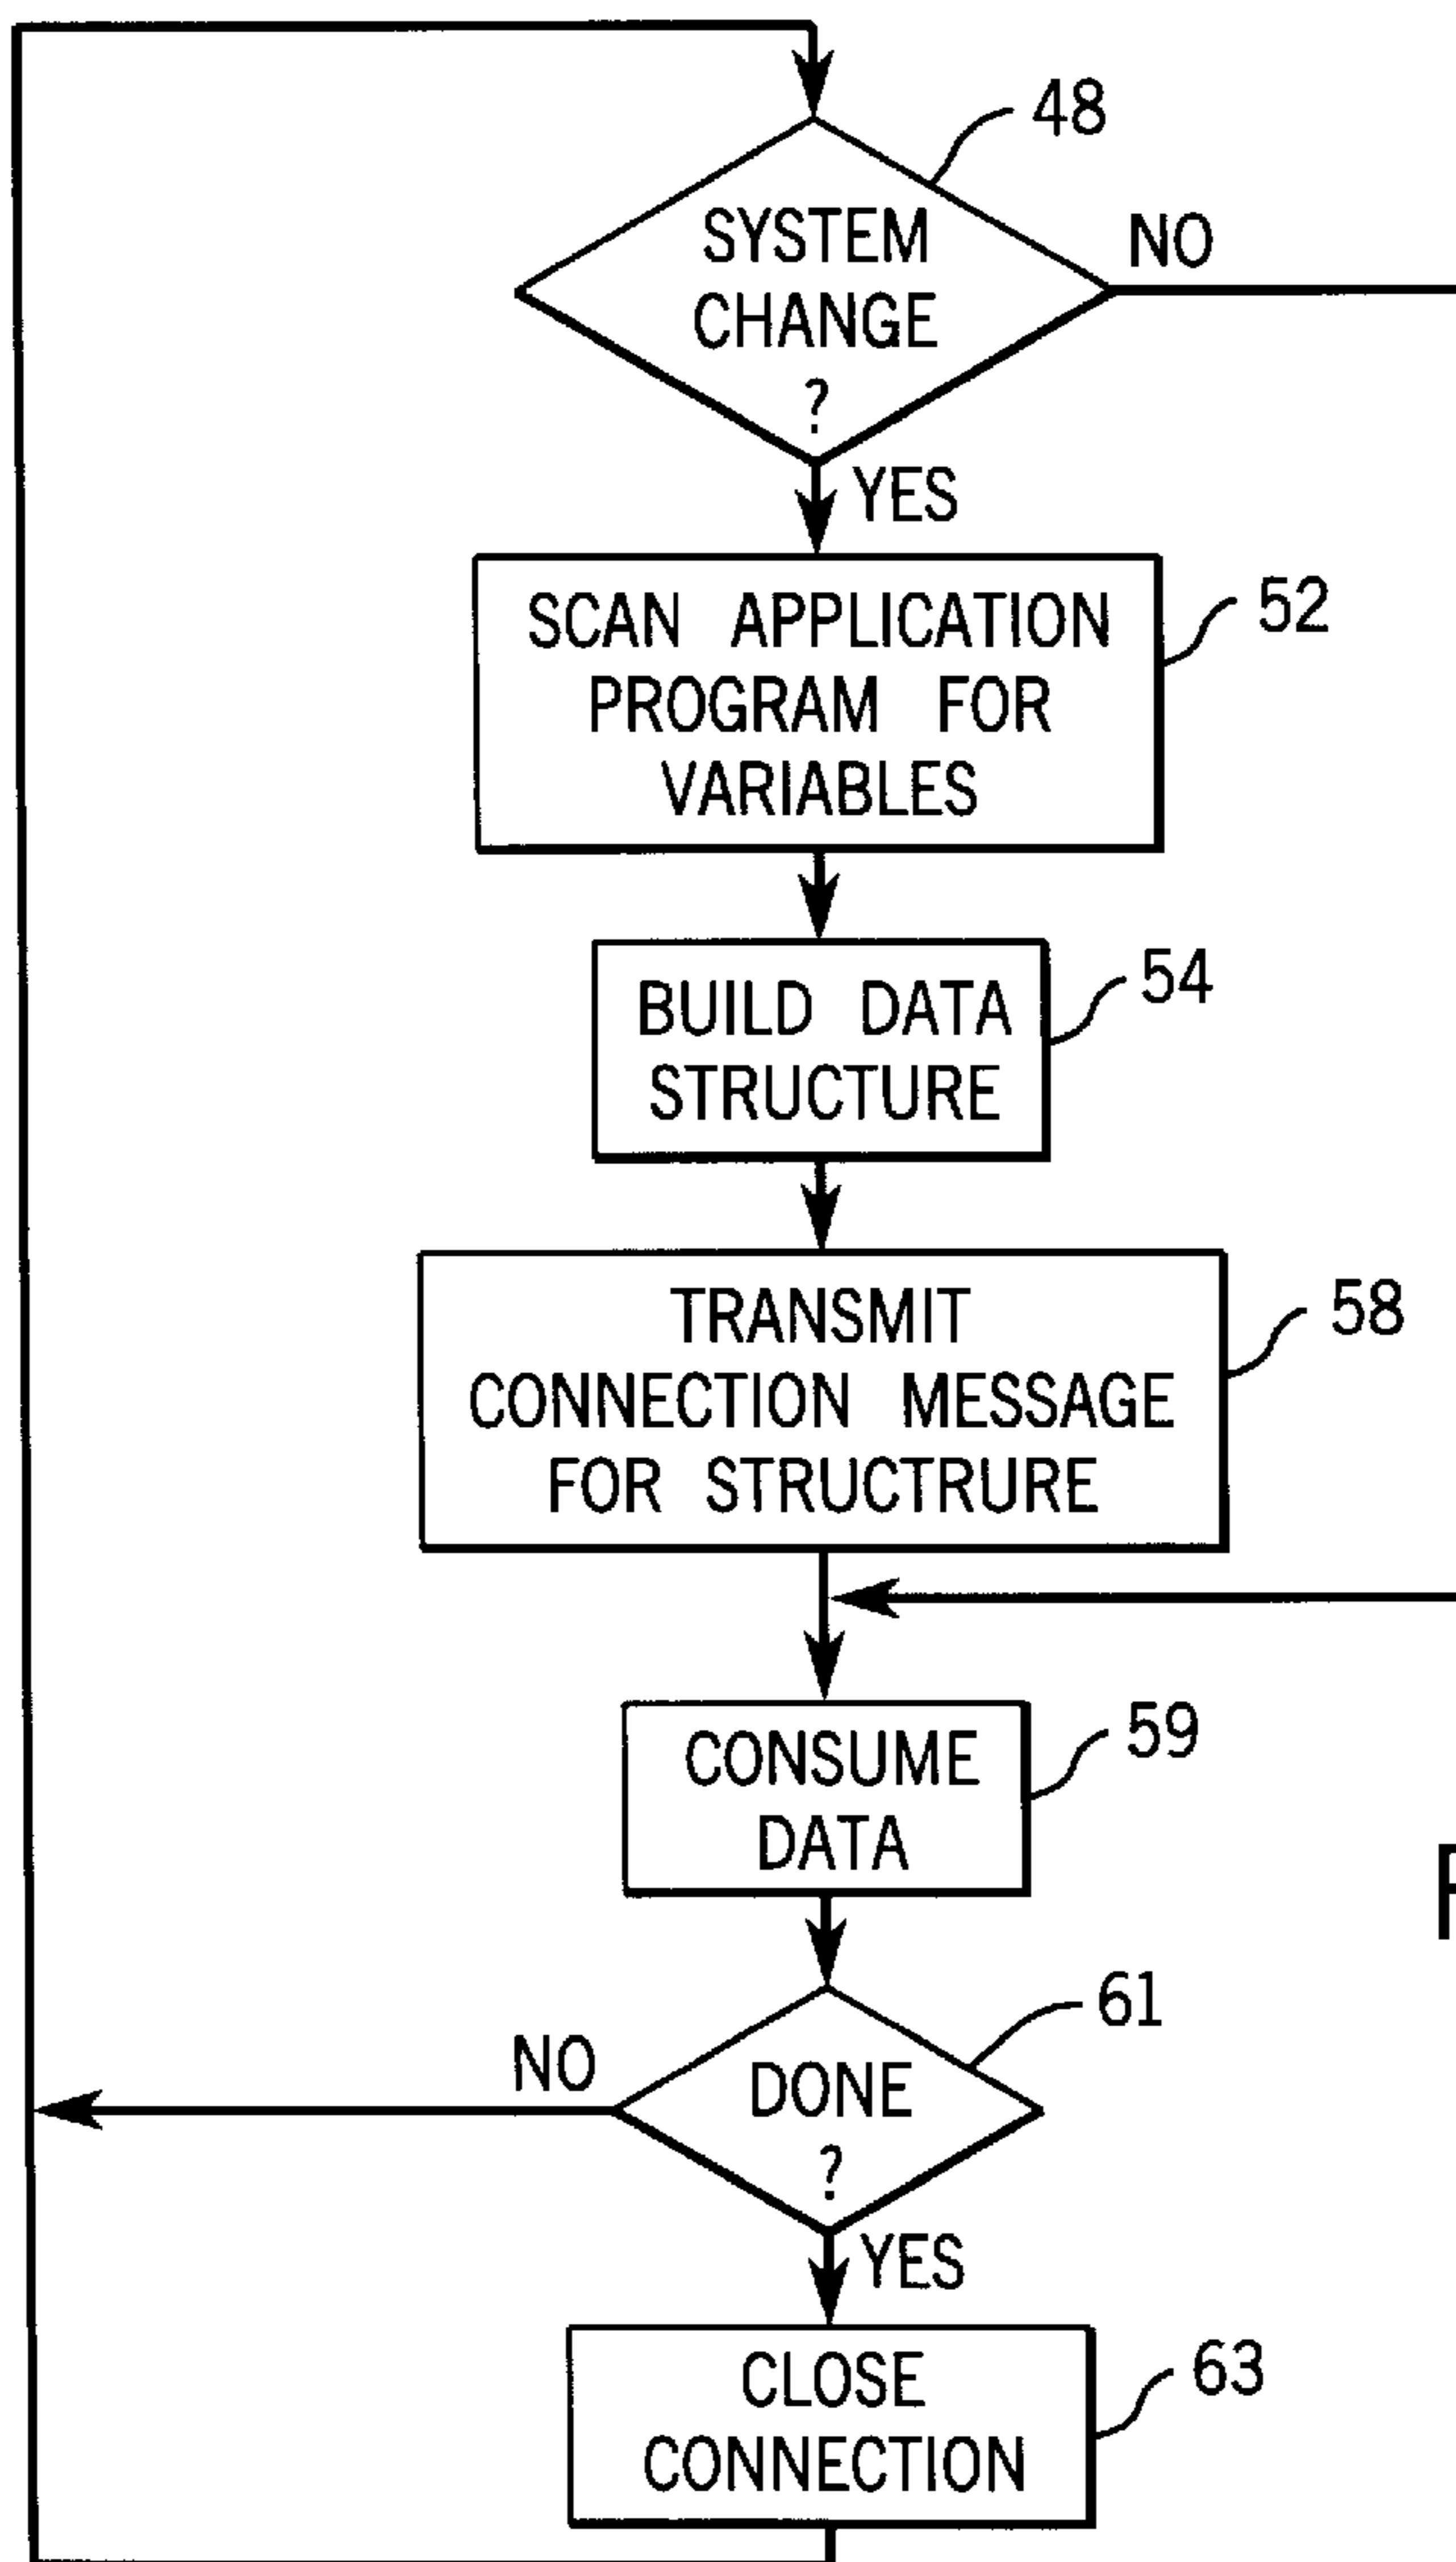 48
SYSTEM
CHANGE
?
NO
YES
SCAN APPLICATION
PROGRAM FOR
VARIABLES
52
BUILD DATA
STRUCTURE
54
TRANSMIT
CONNECTION MESSAGE
FOR STRUCTRURE
58
CONSUME
DATA
59
61
NO
DONE
?
YES
CLOSE
CONNECTION
63